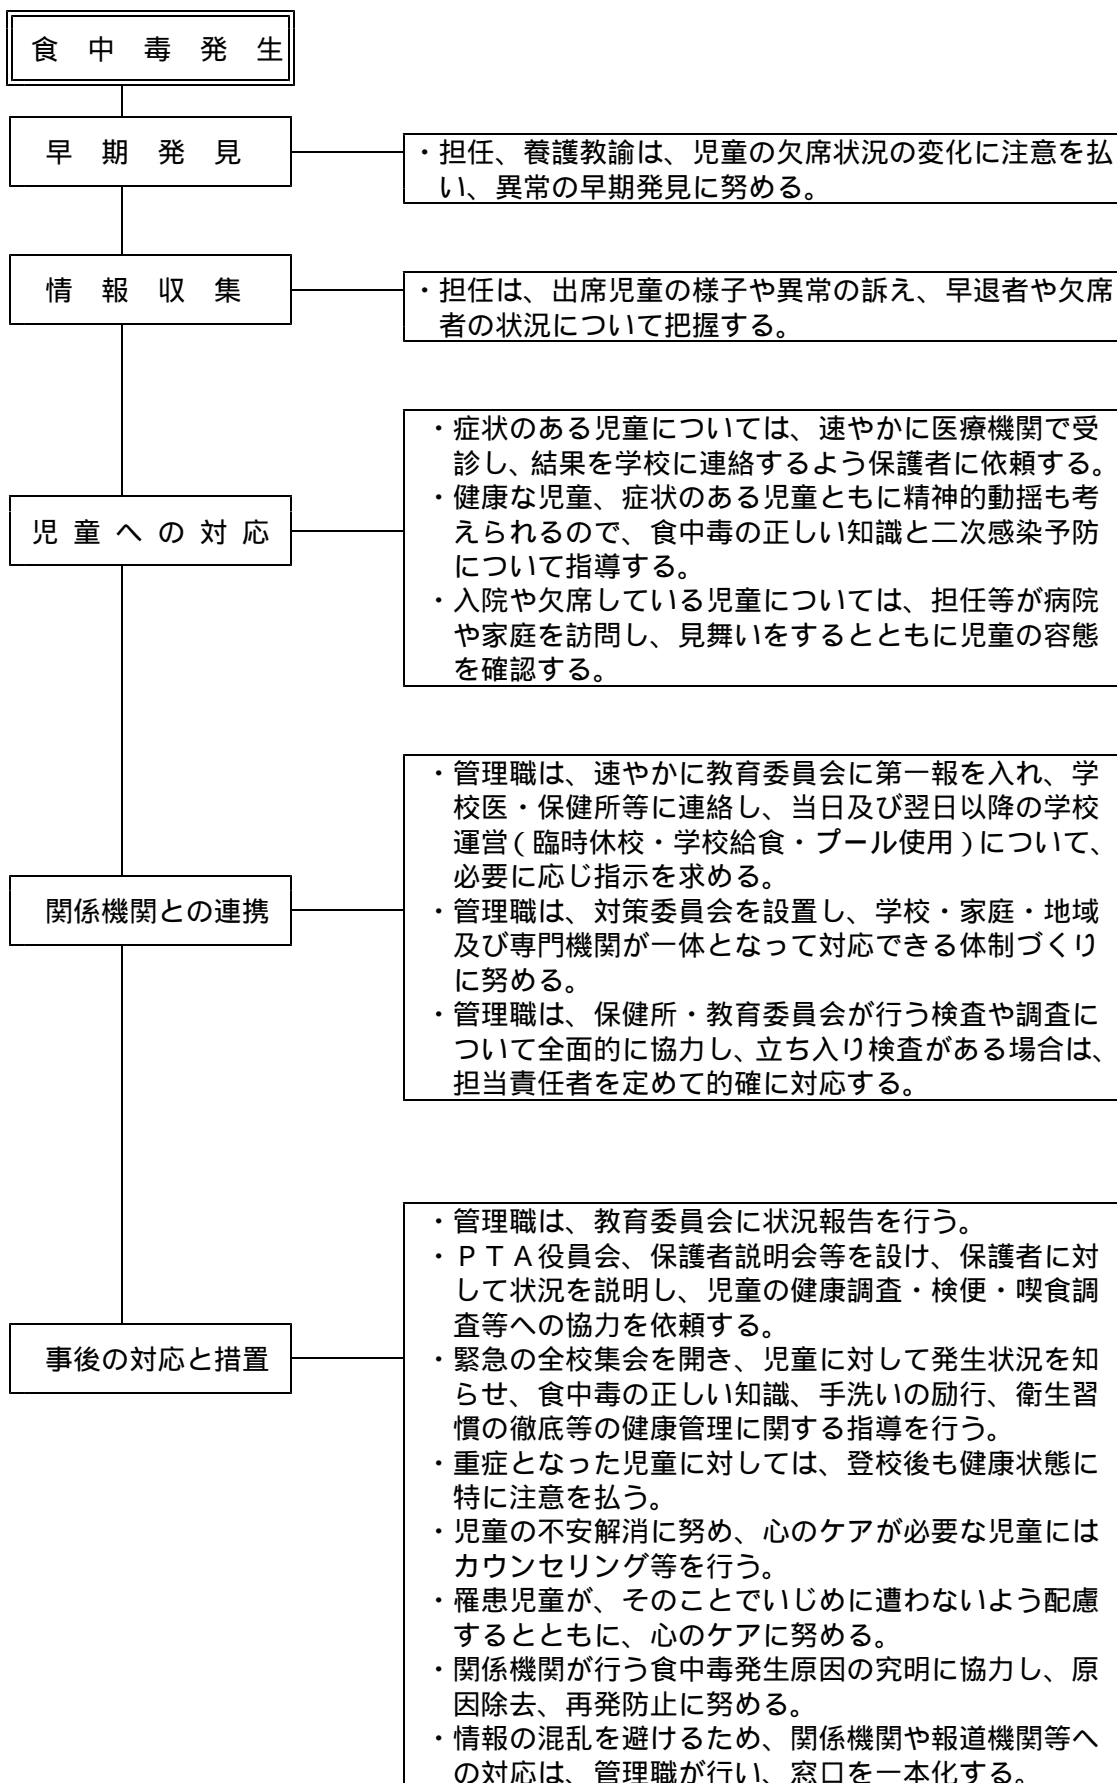 食 中 毒 発 生
早 期 発 見
・担任、養護教諭は、児童の欠席状況の変化に注意を払
い、異常の早期発見に努める。
情 報 収 集
・担任は、出席児童の様子や異常の訴え、早退者や欠席
者の状況について把握する。
児 童 へ の 対 応
・症状のある児童については、速やかに医療機関で受
診し、結果を学校に連絡するよう保護者に依頼する。
・健康な児童、症状のある児童ともに精神的動揺も考
えられるので、食中毒の正しい知識と二次感染予防
について指導する。
・入院や欠席している児童については、担任等が病院
や家庭を訪問し、見舞いをするとともに児童の容態
を確認する。
関係機関との連携
・管理職は、速やかに教育委員会に第一報を入れ、学
校医・保健所等に連絡し、当日及び翌日以降の学校
運営(臨時休校・学校給食・プール使用)について、
必要に応じ指示を求める。
・管理職は、対策委員会を設置し、学校・家庭・地域
及び専門機関が一体となって対応できる体制づくり
に努める。
・管理職は、保健所・教育委員会が行う検査や調査に
ついて全面的に協力し、立ち入り検査がある場合は、
担当責任者を定めて的確に対応する。
事後の対応と措置
・管理職は、教育委員会に状況報告を行う。
・PTA役員会、保護者説明会等を設け、保護者に対
して状況を説明し、児童の健康調査・検便・喫食調
査等への協力を依頼する。
・緊急の全校集会を開き、児童に対して発生状況を知
らせ、食中毒の正しい知識、手洗いの励行、衛生習
慣の徹底等の健康管理に関する指導を行う。
・重症となった児童に対しては、登校後も健康状態に
特に注意を払う。
・児童の不安解消に努め、心のケアが必要な児童には
カウンセリング等を行う。
・罹患児童が、そのことでいじめに遭わないよう配慮
するとともに、心のケアに努める。
・関係機関が行う食中毒発生原因の究明に協力し、原
因除去、再発防止に努める。
・情報の混乱を避けるため、関係機関や報道機関等へ
の対応は、管理職が行い、窓口を一本化する。